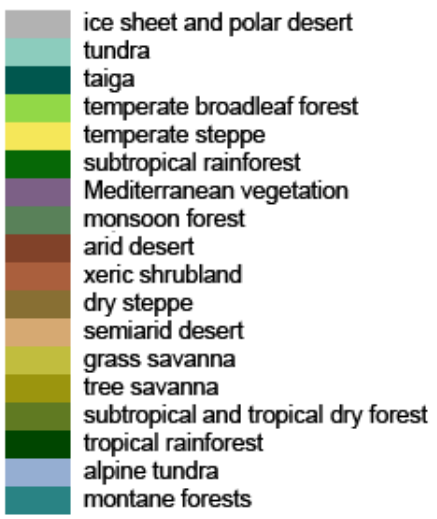 ice sheet and polar desert
tundra
taiga
temperate broadleaf forest
temperate steppe
subtropical rainforest
Mediterranean vegetation
monsoon forest
arid desert
xeric shrubland
dry steppe
semiarid desert
grass savanna
tree savanna
subtropical and tropical dry forest
tropical rainforest
alpine tundra
montane forests